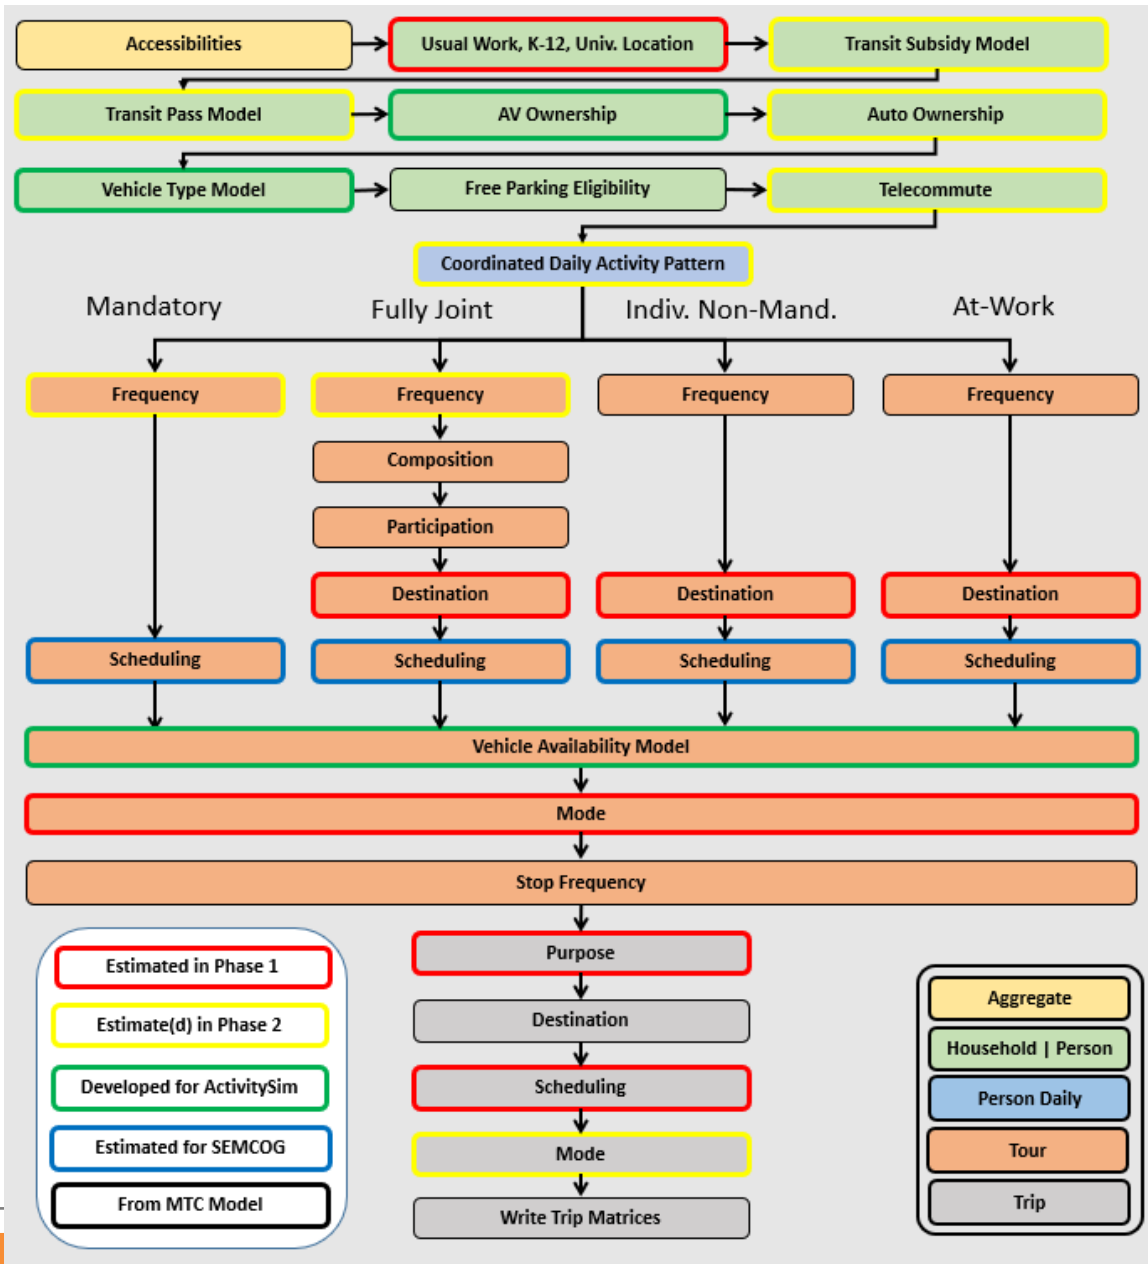 Accessibilities
Usual Work, K-12, Univ. Location
Transit Subsidy Model
Transit Pass Model
AV Ownership
Auto Ownership
Vehicle Type Model
Free Parking Eligibility
Telecommute
Coordinated Daily Activity Pattern
Mandatory
Fully Joint
Indiv. Non-Mand.
At-Work
Frequency
Frequency
Frequency
Frequency
Composition
Participation
Destination
Destination
Destination
Scheduling
Scheduling
Scheduling
Scheduling
Vehicle Availability Model
Mode
Stop Frequency
Purpose
Destination
Scheduling
Mode
Write Trip Matrices
Estimated in Phase 1
Estimate(d) in Phase 2
Developed for ActivitySim
Estimated for SEMCOG
From MTC Model
Aggregate
Household | Person
Person Daily
Tour
Trip